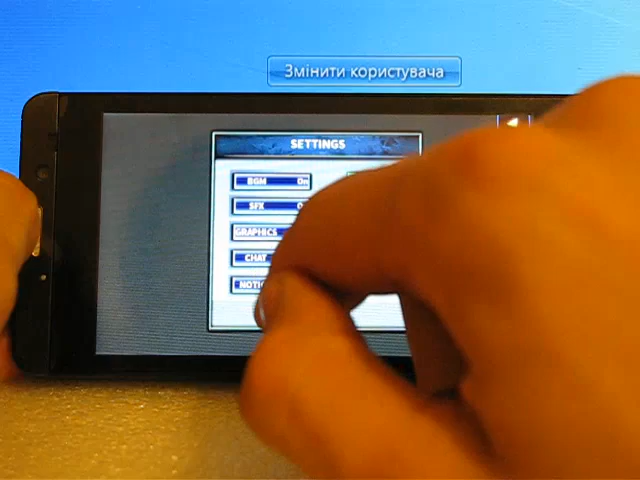 Змінити користувача
SETTINGS
BGM On
SFX
GRAPHICS
CHAT